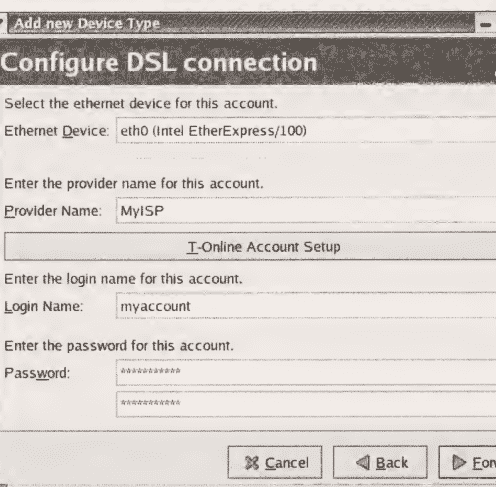 Add new Device Type
Configure DSL connection
Select the ethernet device for this account.
Ethernet Device: eth0 (Intel EtherExpress/100)
Enter the provider name for this account.
Provider Name: MyISP
T-Online Account Setup
Enter the login name for this account.
Login Name: myaccount
Enter the password for this account.
Password: ***********
***********
Cancel Back For